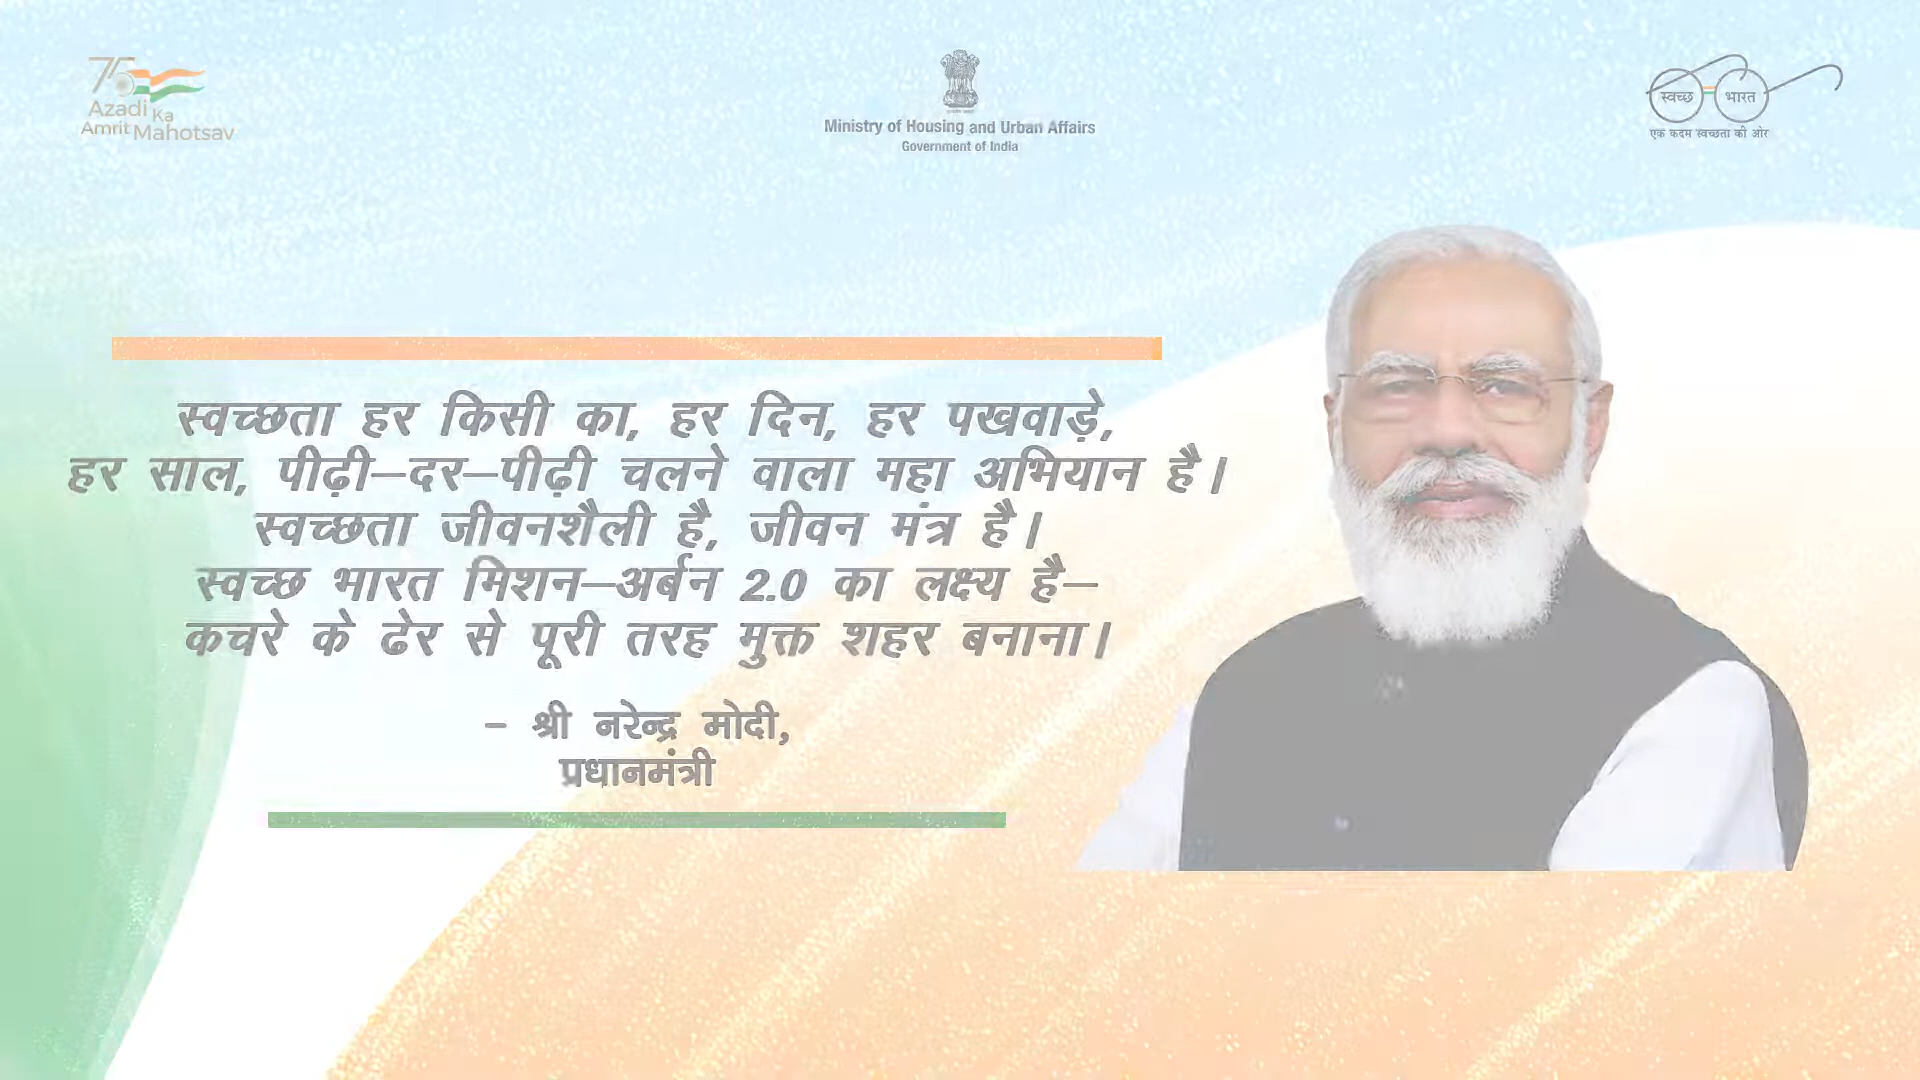 75
Azadi Ka
Amrit Mahotsav
Ministry of Housing and Urban Affairs
Government of India
स्वच्छ भारत
एक कदम स्वच्छता की ओर
स्वच्छता हर किसी का, हर दिन, हर पखवाड़े,
हर साल, पीढ़ी–दर–पीढ़ी चलने वाला महा अभियान है।
स्वच्छता जीवनशैली है, जीवन मंत्र है।
स्वच्छ भारत मिशन–अर्बन 2.0 का लक्ष्य है–
कचरे के ढेर से पूरी तरह मुक्त शहर बनाना।
– श्री नरेन्द्र मोदी,
प्रधानमंत्री